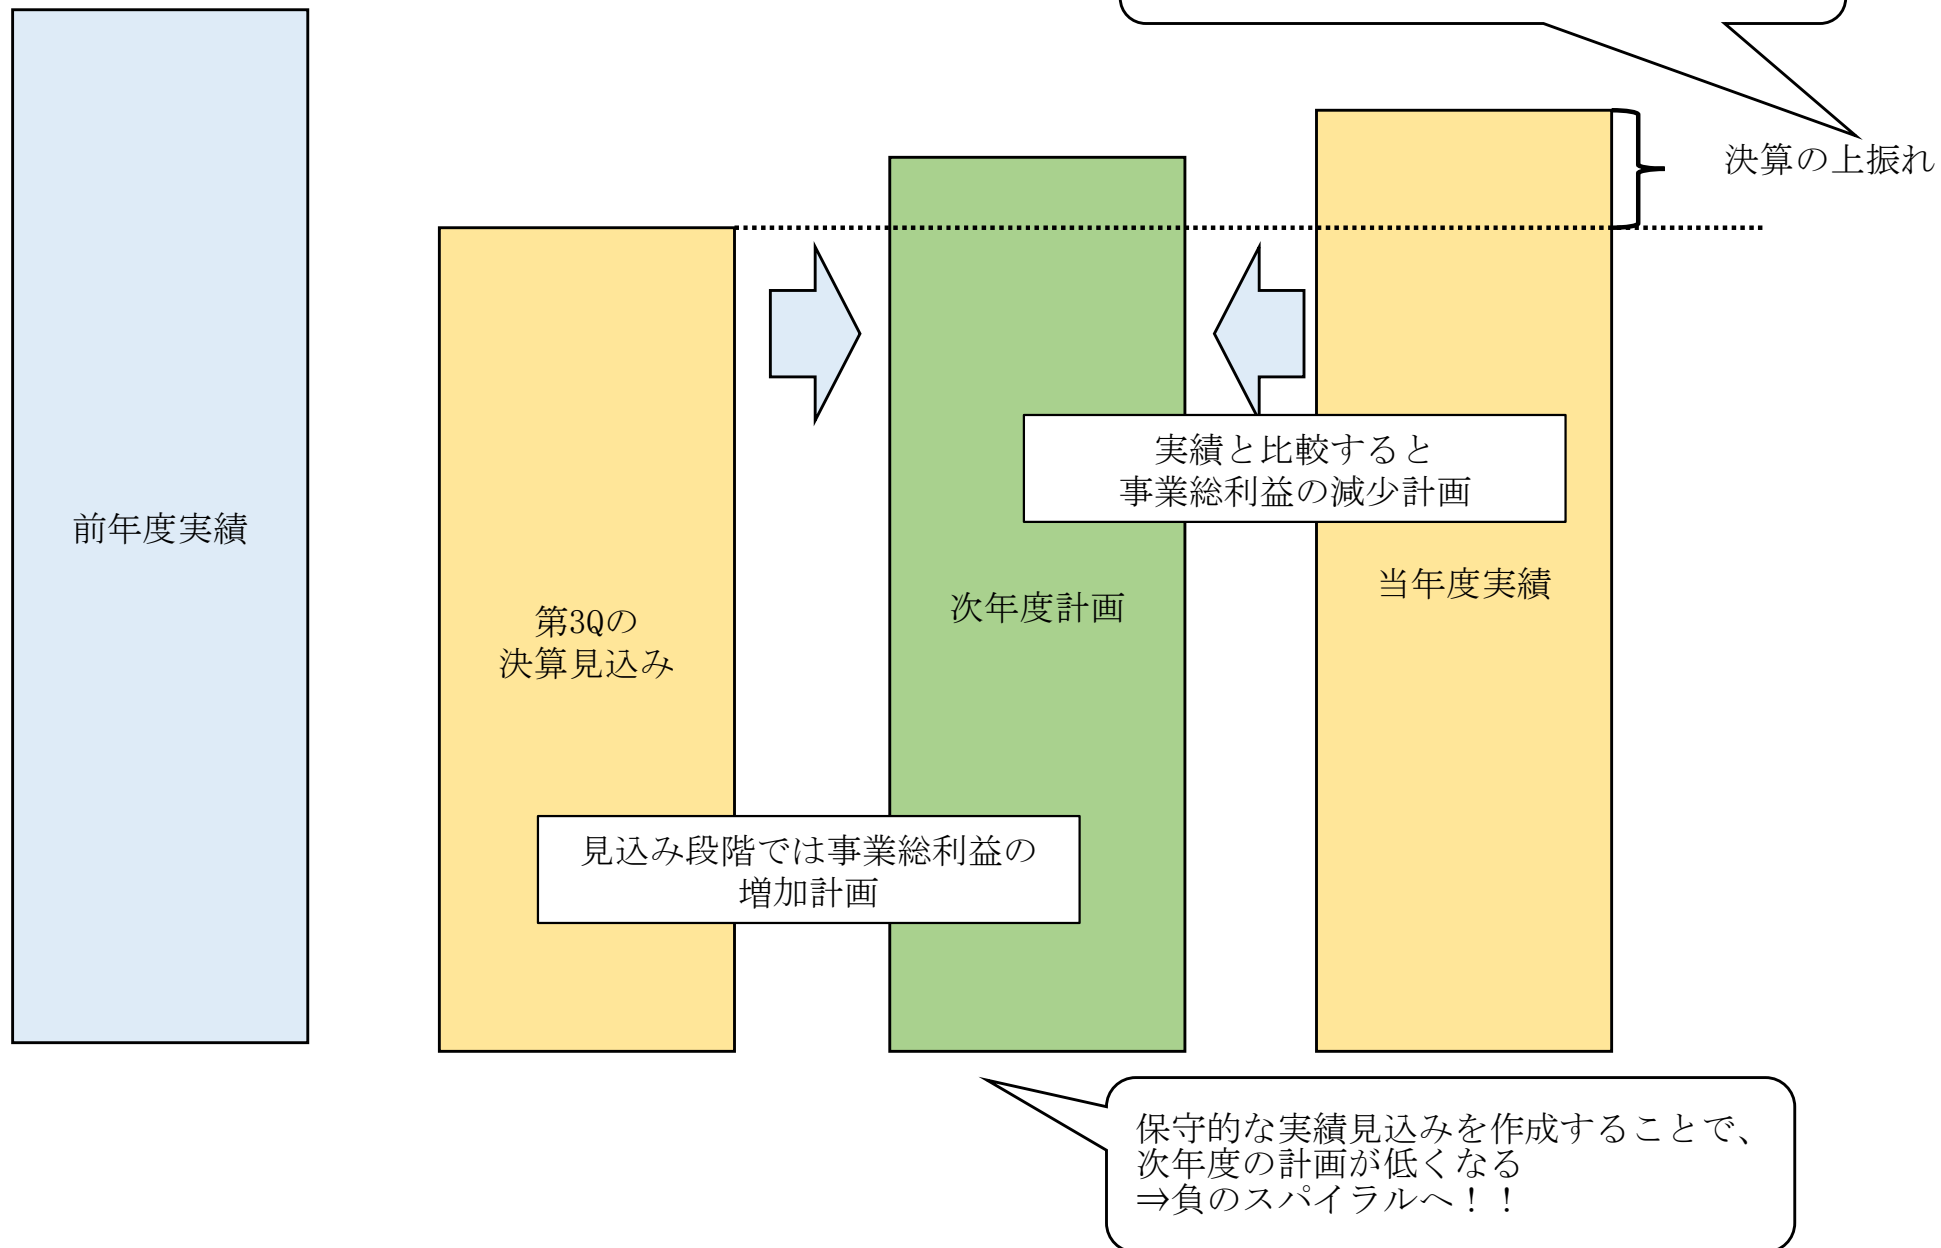 決算の上振れ
実績と比較すると
事業総利益の減少計画
前年度実績
当年度実績
次年度計画
第3Qの
決算見込み
見込み段階では事業総利益の
増加計画
保守的な実績見込みを作成することで、
次年度の計画が低くなる
⇒負のスパイラルへ！！